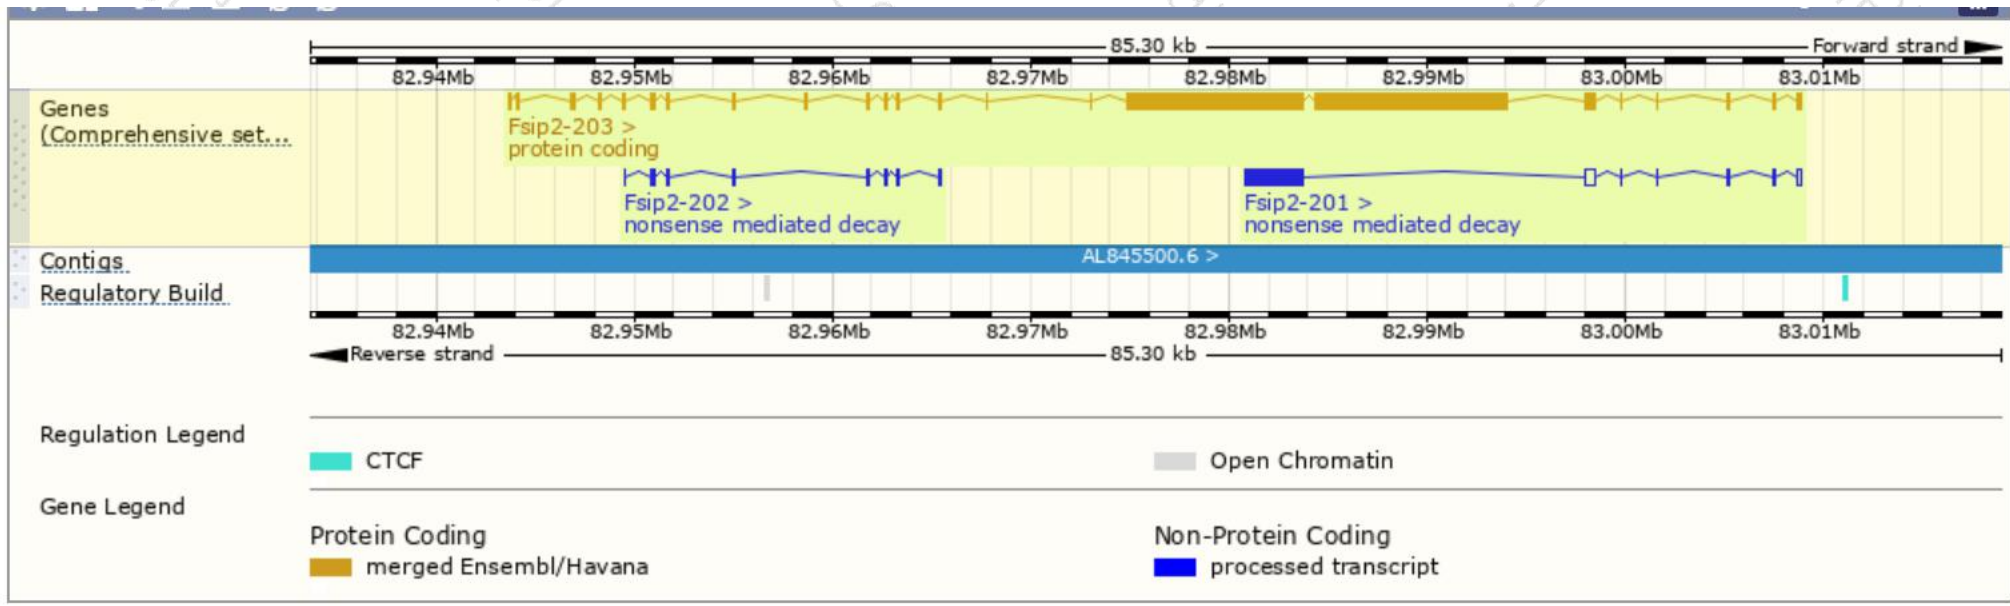 85.30 kb Forward strand
82.94Mb 82.95Mb 82.96Mb 82.97Mb 82.98Mb 82.99Mb 83.00Mb 83.01Mb
Genes
(Comprehensive set...
Fsip2-203 >
protein coding
Fsip2-202 > Fsip2-201 >
nonsense mediated decay nonsense mediated decay
Contigs AL845500.6 >
Regulatory Build
82.94Mb 82.95Mb 82.96Mb 82.97Mb 82.98Mb 82.99Mb 83.00Mb 83.01Mb
Reverse strand 85.30 kb
Regulation Legend
CTCF Open Chromatin
Gene Legend
Protein Coding Non-Protein Coding
merged Ensembl/Havana processed transcript